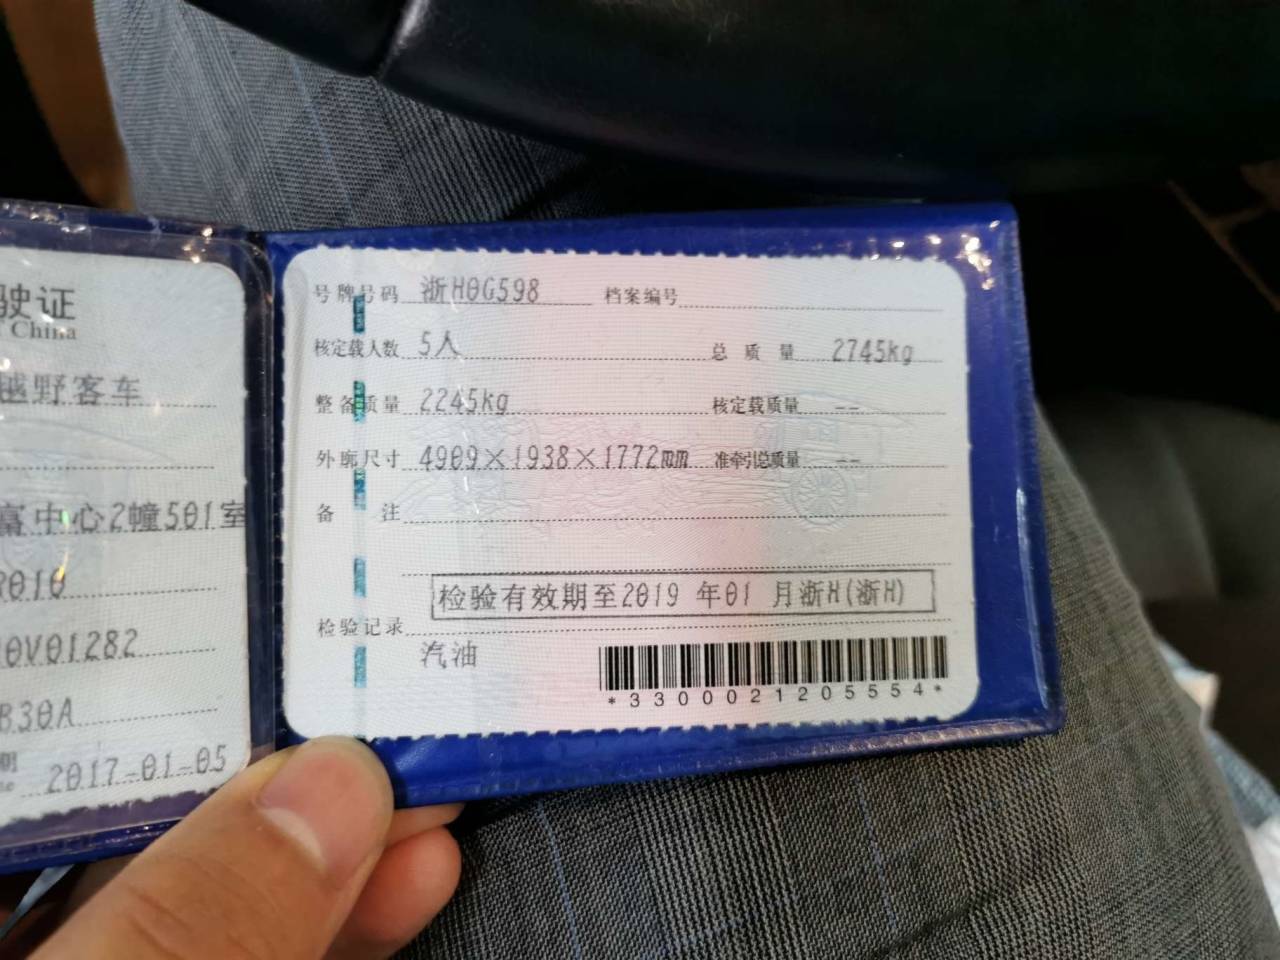 驶证
China
越野客车
富中心2幢501室
R010
0V01282
B30A
期
2017-01-05
号牌号码 浙H0G598 档案编号
核定载人数 5人 总质量 2745kg
整备质量 2245kg 核定载质量 --
外廓尺寸 4909×1938×1772mm 准牵引总质量 --
备注
检验有效期至2019 年01 月浙H(浙H)
检验记录
汽油
*3300021205554*